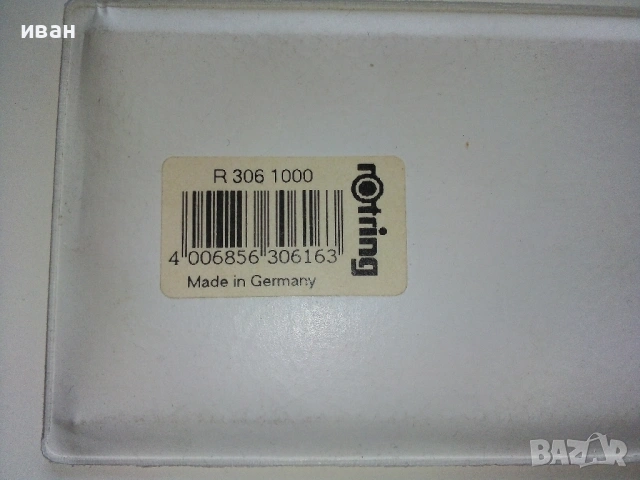 иван
R 306 1000
rotring
4 006856 306163
Made in Germany
BAZAR